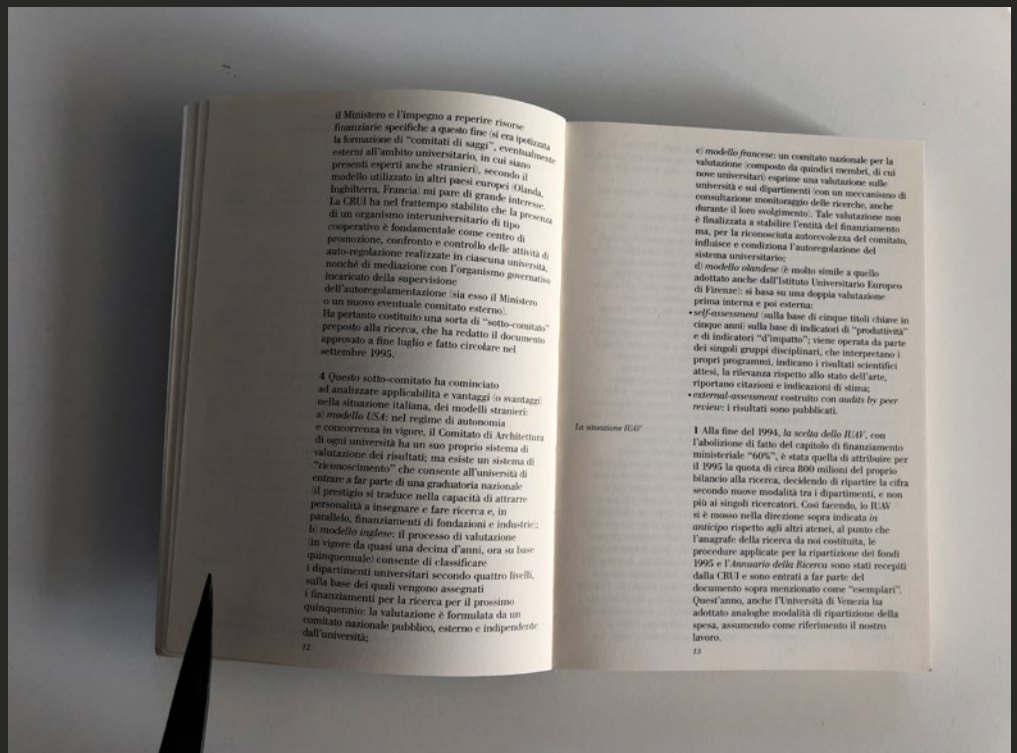 il Ministero e l'impegno a reperire risorse
finanziarie specifiche a questo fine (si era ipotizzata
la formazione di "comitati di saggi", eventualmente
esterni all'ambito universitario, in cui siano
presenti esperti anche stranieri), secondo il
modello utilizzato in altri paesi europei (Olanda,
Inghilterra, Francia) mi pare di grande interesse.
La CRUI ha nel frattempo stabilito che la presenza
di un organismo interuniversitario di tipo
cooperativo è fondamentale come centro di
promozione, confronto e controllo delle attività di
auto-regolazione realizzate in ciascuna università,
nonché di mediazione con l'organismo governativo
incaricato della supervisione
dell'autoregolamentazione (sia esso il Ministero
o un nuovo eventuale comitato esterno).
Ha pertanto costituito una sorta di "sotto-comitato"
preposto alla ricerca, che ha redatto il documento
approvato a fine luglio e fatto circolare nel
settembre 1995.
4 Questo sotto-comitato ha cominciato
ad analizzare applicabilità e vantaggi (o svantaggi)
nella situazione italiana, dei modelli stranieri:
a) modello USA: nel regime di autonomia
e concorrenza in vigore, il Comitato di Architettura
di ogni università ha un suo proprio sistema di
valutazione dei risultati; ma esiste un sistema di
"riconoscimento" che consente all'università di
entrare a far parte di una graduatoria nazionale
(il prestigio si traduce nella capacità di attrarre
personalità a insegnare e fare ricerca e, in
parallelo, finanziamenti di fondazioni e industrie);
b) modello inglese: il processo di valutazione
(in vigore da quasi una decina d'anni, ora su base
quinquennale) consente di classificare
i dipartimenti universitari secondo quattro livelli,
sulla base dei quali vengono assegnati
i finanziamenti per la ricerca per il prossimo
quinquennio: la valutazione è formulata da un
comitato nazionale pubblico, esterno e indipendente
dall'università;
12
c) modello francese: un comitato nazionale per la
valutazione (composto da quindici membri, di cui
nove universitari) esprime una valutazione sulle
università e sui dipartimenti (con un meccanismo di
consultazione monitoraggio delle ricerche, anche
durante il loro svolgimento). Tale valutazione non
è finalizzata a stabilire l'entità del finanziamento
ma, per la riconosciuta autorevolezza del comitato,
influisce e condiziona l'autoregolazione del
sistema universitario;
d) modello olandese (è molto simile a quello
adottato anche dall'Istituto Universitario Europeo
di Firenze): si basa su una doppia valutazione
prima interna e poi esterna:
• self-assessment (sulla base di cinque titoli chiave in
cinque anni) sulla base di indicatori di "produttività"
e di indicatori "d'impatto"; viene operata da parte
dei singoli gruppi disciplinari, che interpretano i
propri programmi, indicano i risultati scientifici
attesi, la rilevanza rispetto allo stato dell'arte,
riportano citazioni e indicazioni di stima;
• external-assessment costruito con audits by peer
review: i risultati sono pubblicati.
La situazione IUAV
1 Alla fine del 1994, la scelta dello IUAV, con
l'abolizione di fatto del capitolo di finanziamento
ministeriale "60%", è stata quella di attribuire per
il 1995 la quota di circa 800 milioni del proprio
bilancio alla ricerca, decidendo di ripartire la cifra
secondo nuove modalità tra i dipartimenti, e non
più ai singoli ricercatori. Così facendo, lo IUAV
si è mosso nella direzione sopra indicata in
anticipo rispetto agli altri atenei, al punto che
l'anagrafe della ricerca da noi costituita, le
procedure applicate per la ripartizione dei fondi
1995 e l'Annuario della Ricerca sono stati recepiti
dalla CRUI e sono entrati a far parte del
documento sopra menzionato come "esemplari".
Quest'anno, anche l'Università di Venezia ha
adottato analoghe modalità di ripartizione della
spesa, assumendo come riferimento il nostro
lavoro.
13